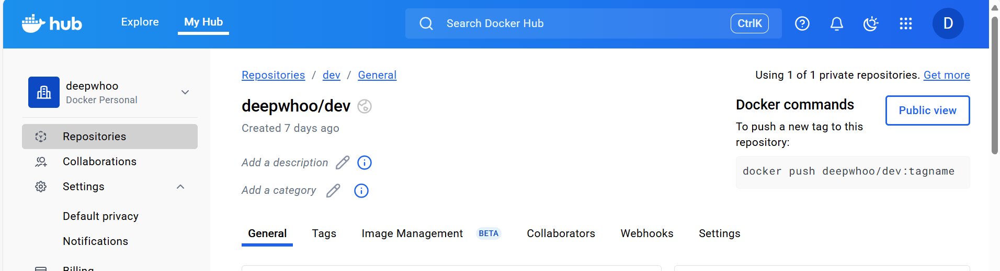 hub
Explore
My Hub
Search Docker Hub
CtrlK
D
deepwhoo
Docker Personal
Repositories
Collaborations
Settings
Default privacy
Notifications
Billing
Repositories / dev / General
Using 1 of 1 private repositories. Get more
deepwhoo/dev
Created 7 days ago
Add a description
Add a category
Docker commands
Public view
To push a new tag to this
repository:
docker push deepwhoo/dev:tagname
General
Tags
Image Management BETA
Collaborators
Webhooks
Settings